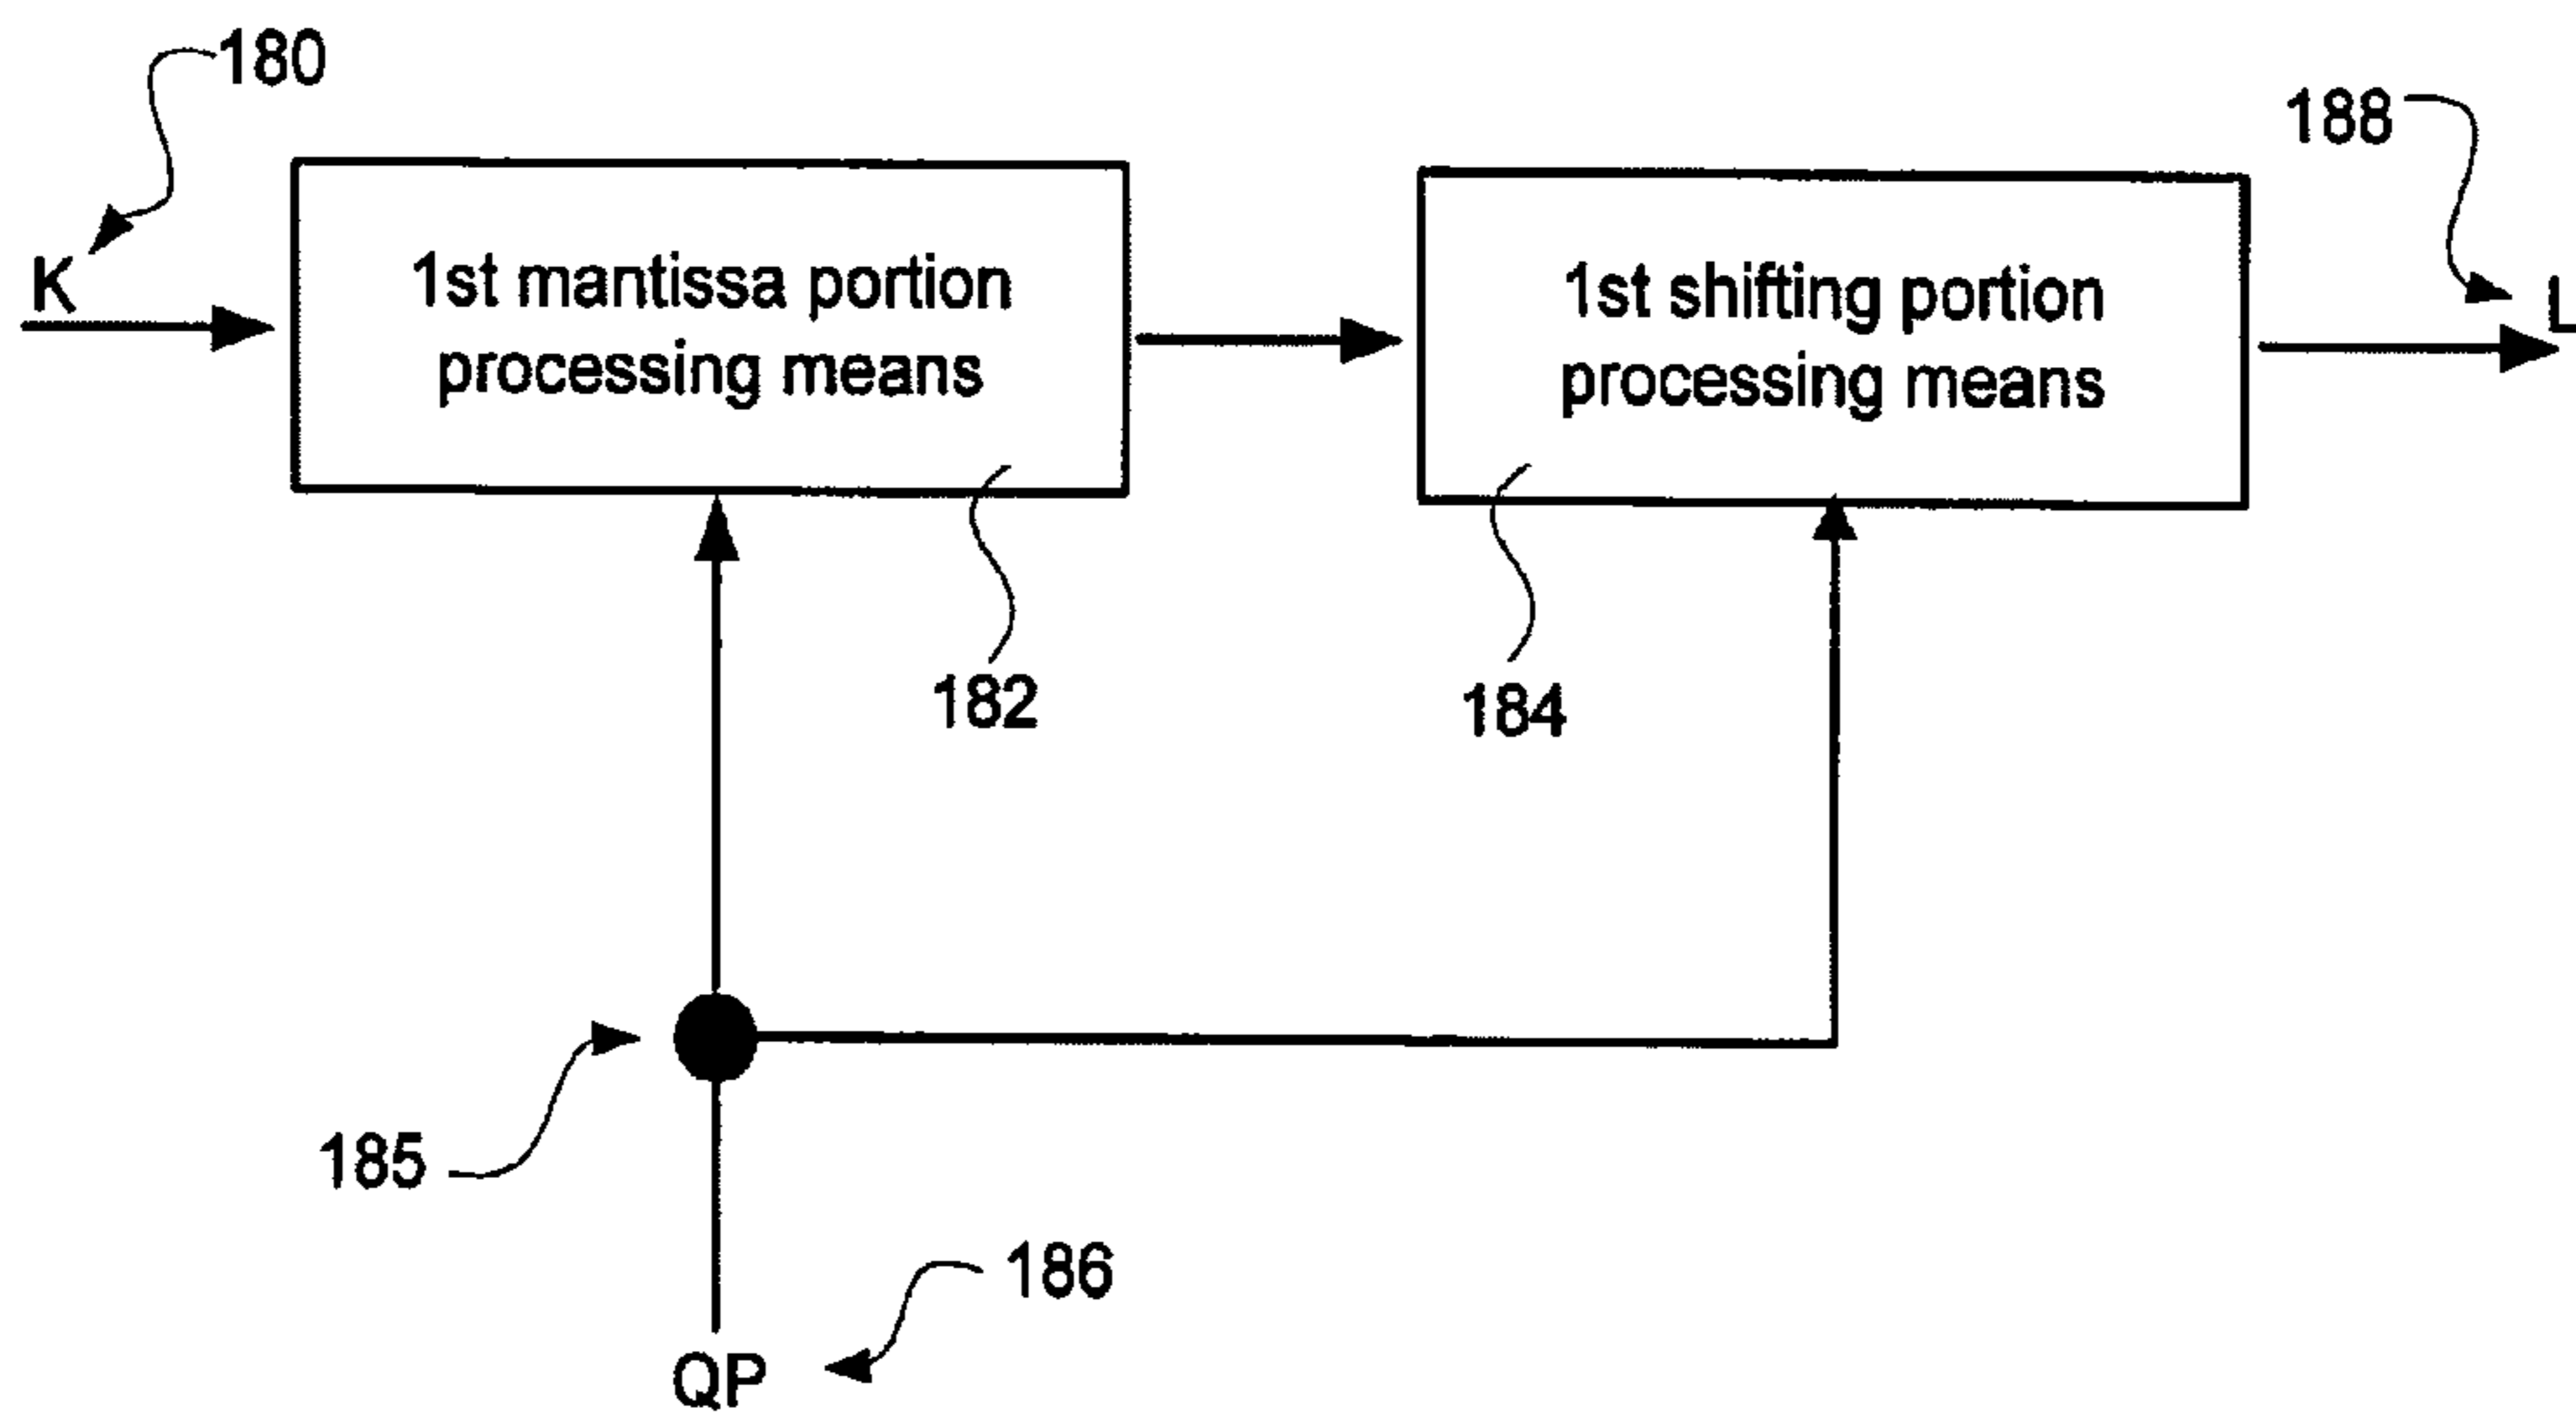 180
188
K
1st mantissa portion
processing means
1st shifting portion
processing means
L
182
184
185
186
QP